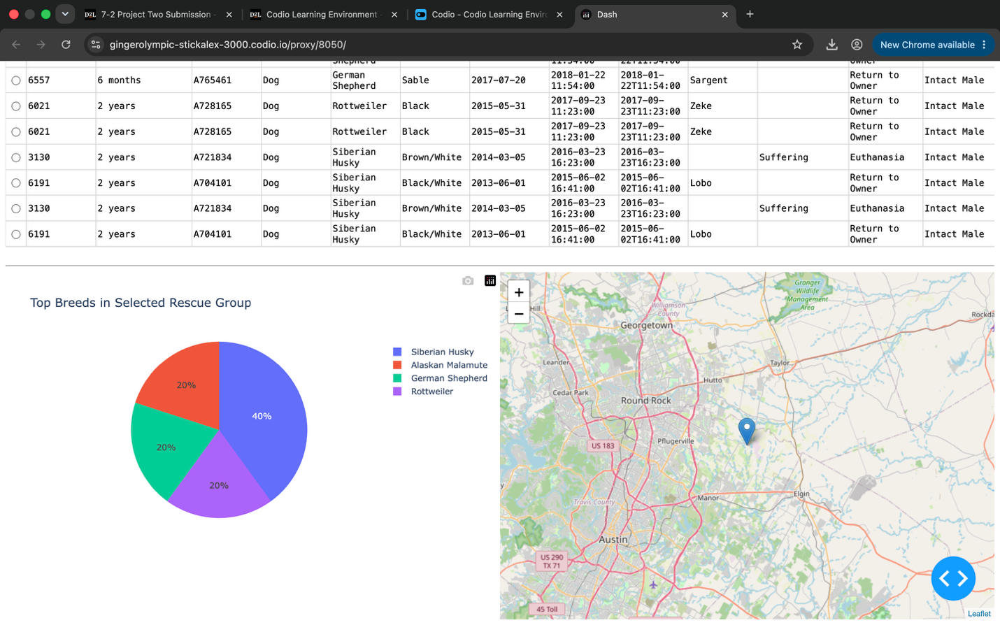 7-2 Project Two Submission
Codio Learning Environment
Codio - Codio Learning Enviro
Dash
gingerolympic-stickalex-3000.codio.io/proxy/8050/
New Chrome available
Shepherd 11:54:00 22T11:54:00 Owner
6557 6 months A765461 Dog German Shepherd Sable 2017-07-20 2018-01-22 11:54:00 2018-01-22T11:54:00 Sargent Return to Owner Intact Male
6021 2 years A728165 Dog Rottweiler Black 2015-05-31 2017-09-23 11:23:00 2017-09-23T11:23:00 Zeke Return to Owner Intact Male
6021 2 years A728165 Dog Rottweiler Black 2015-05-31 2017-09-23 11:23:00 2017-09-23T11:23:00 Zeke Return to Owner Intact Male
3130 2 years A721834 Dog Siberian Husky Brown/White 2014-03-05 2016-03-23 16:23:00 2016-03-23T16:23:00 Suffering Euthanasia Intact Male
6191 2 years A704101 Dog Siberian Husky Black/White 2013-06-01 2015-06-02 16:41:00 2015-06-02T16:41:00 Lobo Return to Owner Intact Male
3130 2 years A721834 Dog Siberian Husky Brown/White 2014-03-05 2016-03-23 16:23:00 2016-03-23T16:23:00 Suffering Euthanasia Intact Male
6191 2 years A704101 Dog Siberian Husky Black/White 2013-06-01 2015-06-02 16:41:00 2015-06-02T16:41:00 Lobo Return to Owner Intact Male
Top Breeds in Selected Rescue Group
Siberian Husky
Alaskan Malamute
German Shepherd
Rottweiler
20%
40%
20%
20%
+
−
Hill
Granger
Wildlife
Management
Area
Williamson
County
Georgetown
Rockda
Leander
Taylor
Hutto
Cedar Park
Round Rock
US 183
Pflugerville
Travis County
Manor
Elgin
Austin
US 290
TX 71
45 Toll
Leaflet